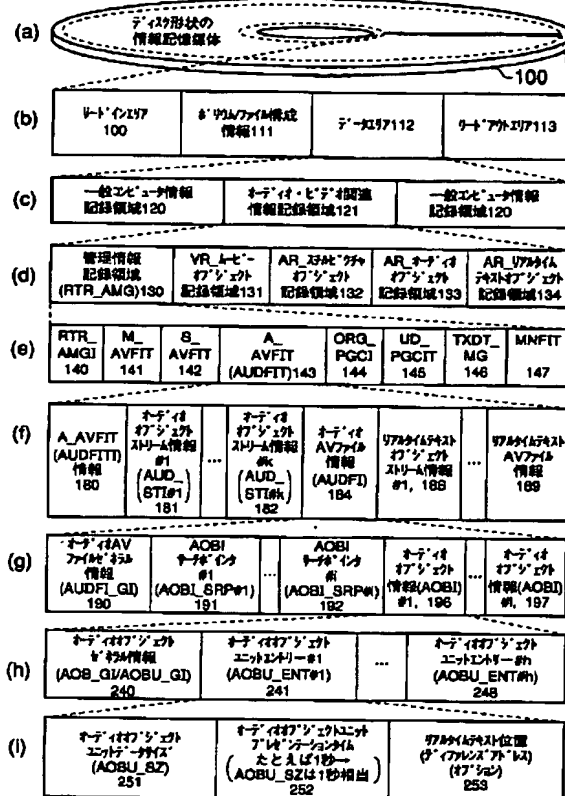 (a)
ディスク形状の
情報記憶媒体
100
(b)
リードインエリア
100
ボリウム/ファイル構成
情報111
データエリア112
リードアウトエリア113
(c)
一般コンピュータ情報
記録領域120
オーディオ・ビデオ関連
情報記録領域121
一般コンピュータ情報
記録領域120
(d)
管理情報
記録領域
(RTR_AMG)130
VR_ムービー
オブジェクト
記録領域131
AR_スチルピクチャ
オブジェクト
記録領域132
AR_オーディオ
オブジェクト
記録領域133
AR_リアルタイム
テキストオブジェクト
記録領域134
(e)
RTR_
AMGI
140
M_
AVFIT
141
S_
AVFIT
142
A_
AVFIT
(AUDFIT)143
ORG_
PGCI
144
UD_
PGCIT
145
TXDT_
MG
146
MNFIT
147
(f)
A_AVFIT
(AUDFITI)
情報
180
オーディオ
オブジェクト
ストリーム情報
#1
(AUD_
STI#1)
181
...
オーディオ
オブジェクト
ストリーム情報
#k
(AUD_
STI#k)
182
オーディオ
AVファイル
情報
(AUDFI)
184
リアルタイムテキスト
オブジェクト
ストリーム情報
#1, 188
...
リアルタイムテキスト
AVファイル
情報
189
(g)
オーディオAV
ファイルゼネラル
情報
(AUDFI_GI)
190
AOBI
サーチポインタ
#1
(AOBI_SRP#1)
191
...
AOBI
サーチポインタ
#i
(AOBI_SRP#i)
192
オーディオ
オブジェクト
情報(AOBI)
#1, 196
...
オーディオ
オブジェクト
情報(AOBI)
#i, 197
(h)
オーディオオブジェクト
ゼネラル情報
(AOB_GI/AOBU_GI)
240
オーディオオブジェクト
ユニットエントリー#1
(AOBU_ENT#1)
241
...
オーディオオブジェクト
ユニットエントリー#h
(AOBU_ENT#h)
248
(i)
オーディオオブジェクト
ユニットデータサイズ
(AOBU_SZ)
251
オーディオオブジェクトユニット
プレゼンテーションタイム
(たとえば1秒→
AOBU_SZは1秒相当)
252
リアルタイムテキスト位置
(ディファレンスアドレス)
(オプション)
253